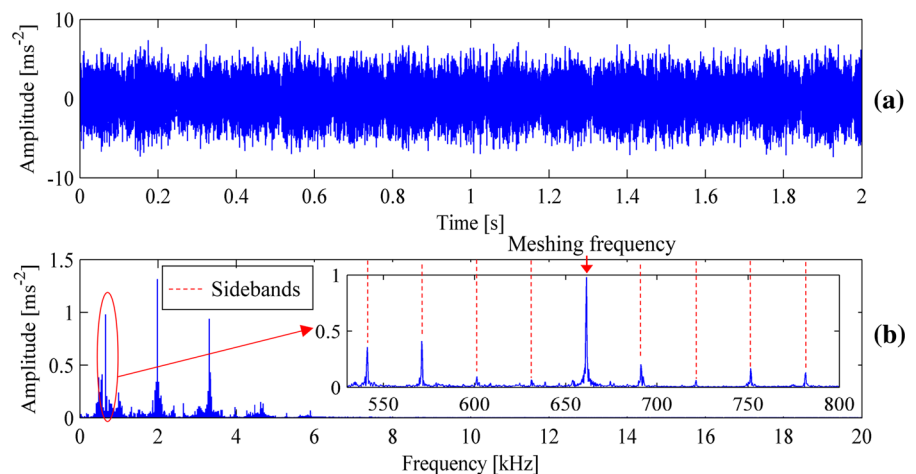 10
0
-10
Amplitude [ms-2]
0 0.2 0.4 0.6 0.8 1 1.2 1.4 1.6 1.8 2
Time [s]
(a)
Meshing frequency
1.5
1
0.5
0
Amplitude [ms-2]
Sidebands
1
0.5
0
550 600 650 700 750 800
(b)
0 2 4 6 8 10 12 14 16 18 20
Frequency [kHz]